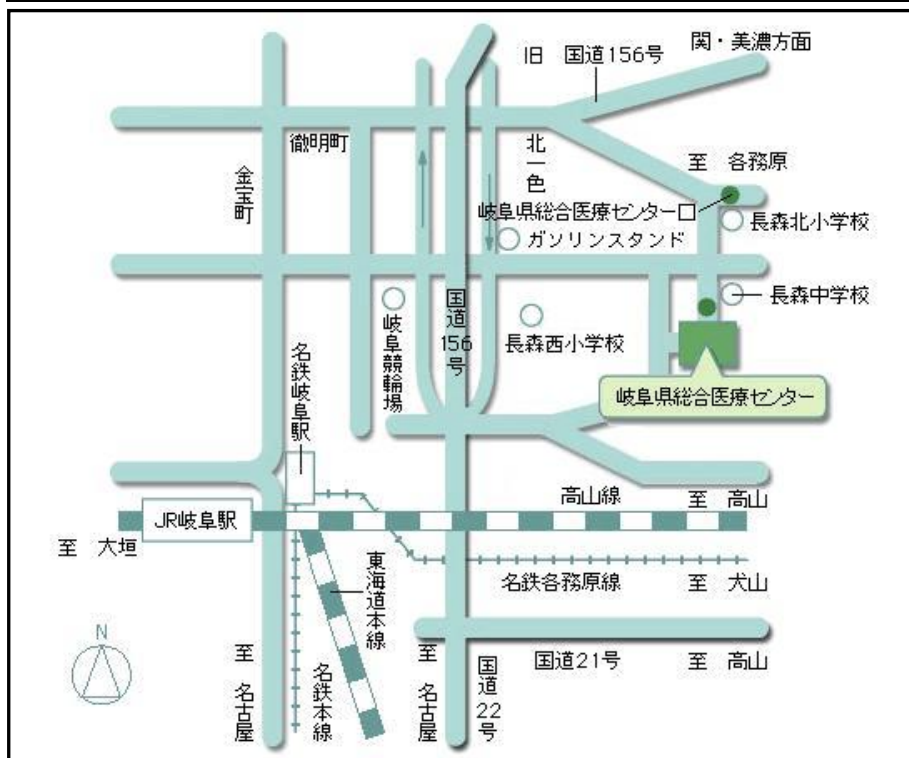 関・美濃方面
旧 国道156号
徹明町
北一色
至 各務原
金宝町
岐阜県総合医療センター口
長森北小学校
ガソリンスタンド
長森中学校
国道156号
岐阜競輪場
長森西小学校
名鉄岐阜駅
岐阜県総合医療センター
高山線
至 高山
JR岐阜駅
至 大垣
東海道本線
名鉄各務原線
至 犬山
N
至 名古屋
名鉄本線
至 名古屋
国道22号
国道21号
至 高山